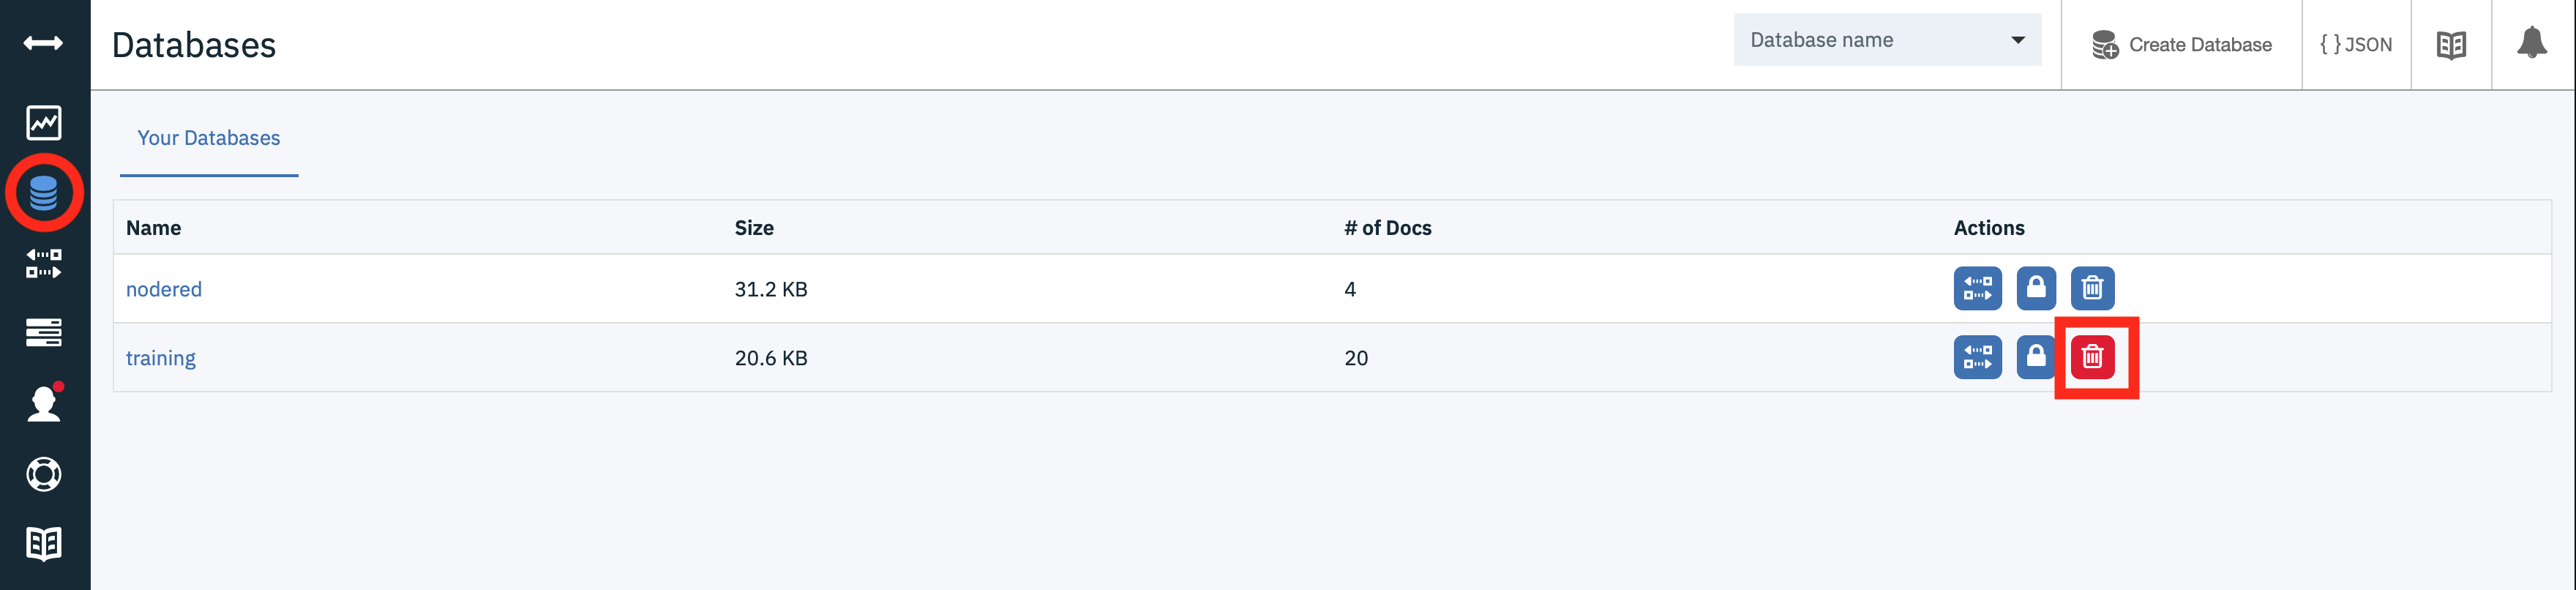 Databases
Database name
Create Database
{ } JSON
Your Databases
Name Size # of Docs Actions
nodered 31.2 KB 4
training 20.6 KB 20